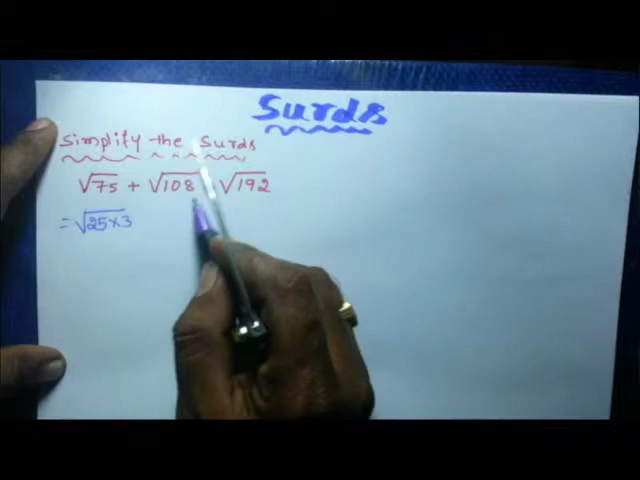 Surds
Simplify the Surds
√75 + √108 √192
= √25×3